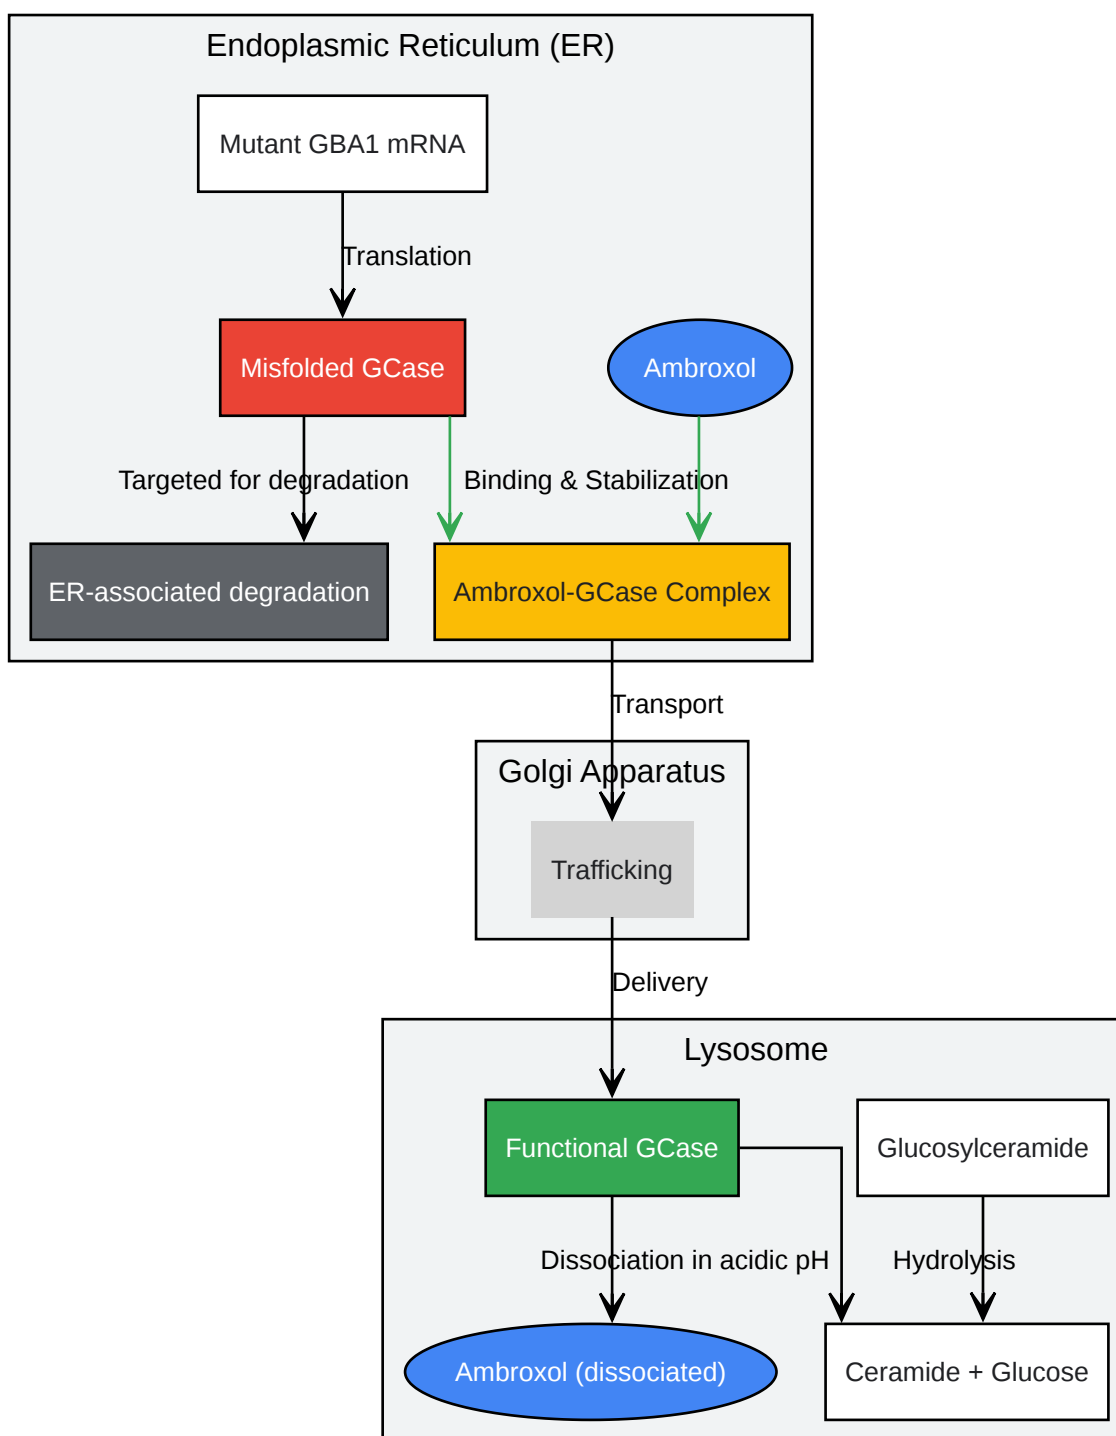 Endoplasmic Reticulum (ER)
Mutant GBA1 mRNA
Translation
Misfolded GCase
Ambroxol
Targeted for degradation
Binding & Stabilization
ER-associated degradation
Ambroxol-GCase Complex
Transport
Golgi Apparatus
Trafficking
Delivery
Lysosome
Functional GCase
Glucosylceramide
Dissociation in acidic pH
Hydrolysis
Ambroxol (dissociated)
Ceramide + Glucose